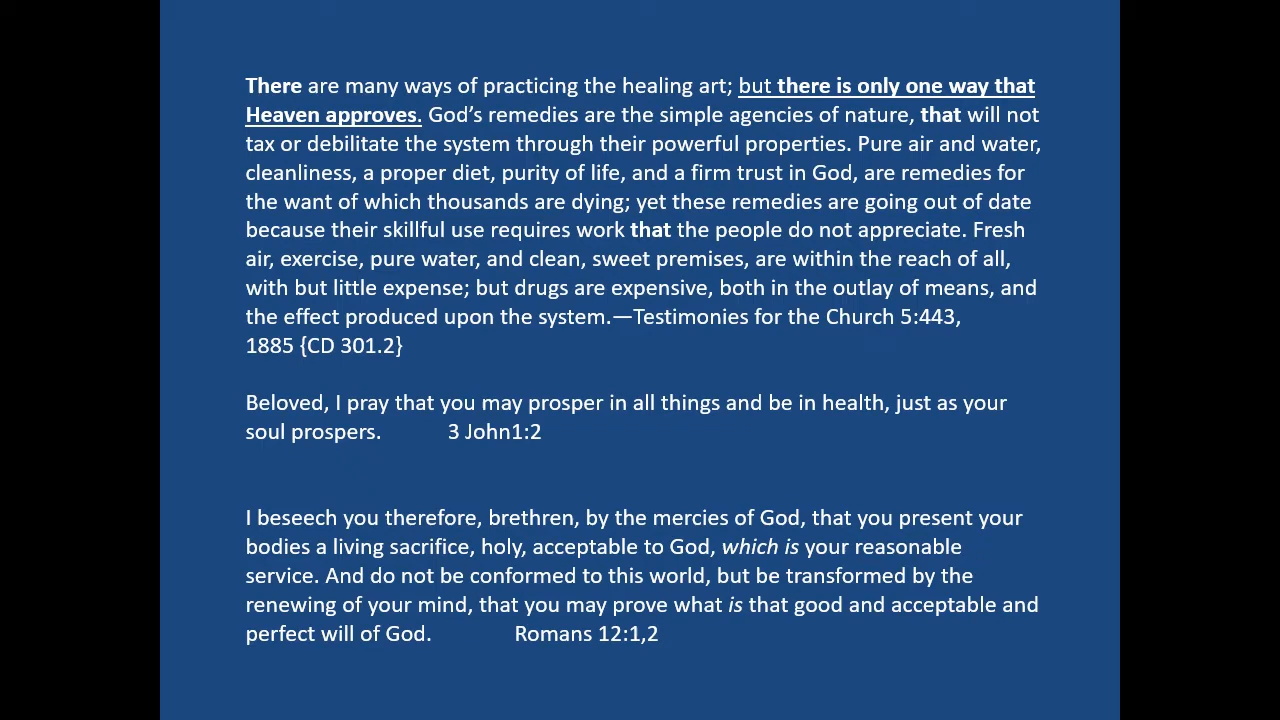 There are many ways of practicing the healing art; but there is only one way that
Heaven approves. God’s remedies are the simple agencies of nature, that will not
tax or debilitate the system through their powerful properties. Pure air and water,
cleanliness, a proper diet, purity of life, and a firm trust in God, are remedies for
the want of which thousands are dying; yet these remedies are going out of date
because their skillful use requires work that the people do not appreciate. Fresh
air, exercise, pure water, and clean, sweet premises, are within the reach of all,
with but little expense; but drugs are expensive, both in the outlay of means, and
the effect produced upon the system.—Testimonies for the Church 5:443,
1885 {CD 301.2}
Beloved, I pray that you may prosper in all things and be in health, just as your
soul prospers. 3 John1:2
I beseech you therefore, brethren, by the mercies of God, that you present your
bodies a living sacrifice, holy, acceptable to God, which is your reasonable
service. And do not be conformed to this world, but be transformed by the
renewing of your mind, that you may prove what is that good and acceptable and
perfect will of God. Romans 12:1,2